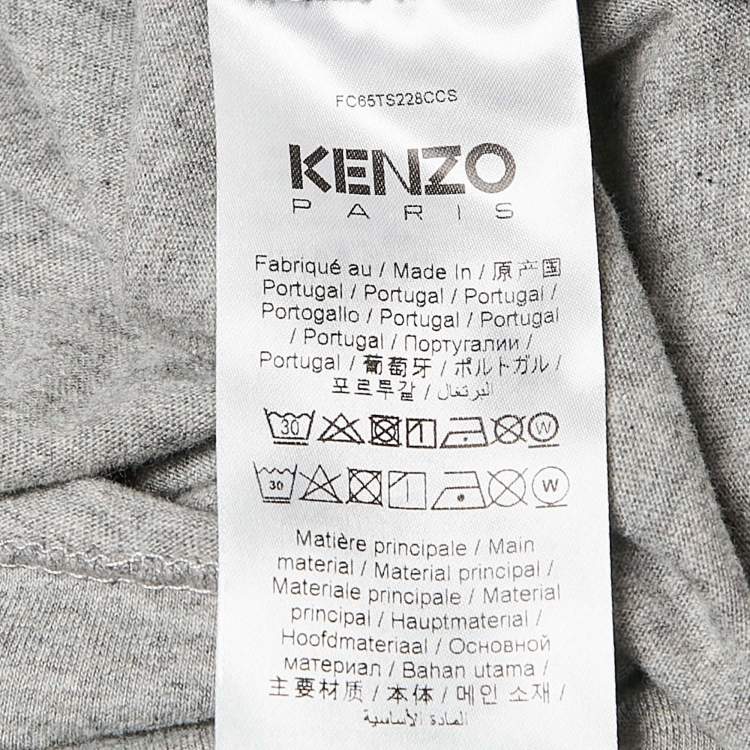 FC65TS228CCS
KENZO
PARIS
Fabriqué au / Made In / 原产国
Portugal / Portugal / Portugal /
Portogallo / Portugal / Portugal
/ Portugal / Португалии /
Portugal / 葡萄牙 / ポルトガル /
포르투갈 / البرتغال
30 W
30 W
Matière principale / Main
material / Material principal /
Materiale principale / Material
principal / Hauptmaterial /
Hoofdmateriaal / Основной
материал / Bahan utama /
主要材质 / 本体 / 메인 소재 /
المادة الأساسية